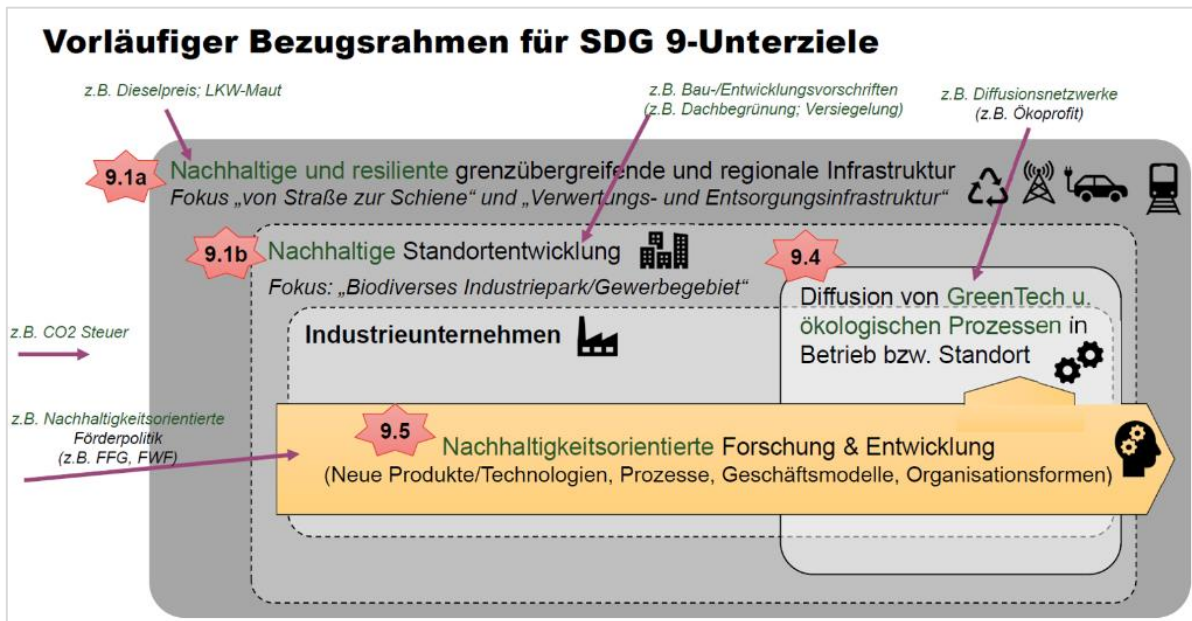 Vorläufiger Bezugsrahmen für SDG 9-Unterziele
z.B. Dieselpreis; LKW-Maut
z.B. Bau-/Entwicklungsvorschriften
(z.B. Dachbegrünung; Versiegelung)
z.B. Diffusionsnetzwerke
(z.B. Ökoprofit)
9.1a
Nachhaltige und resiliente grenzübergreifende und regionale Infrastruktur
Fokus „von Straße zur Schiene“ und „Verwertungs- und Entsorgungsinfrastruktur“
9.1b
Nachhaltige Standortentwicklung
Fokus: „Biodiverses Industriepark/Gewerbegebiet“
9.4
Diffusion von GreenTech u.
ökologischen Prozessen in
Betrieb bzw. Standort
Industrieunternehmen
z.B. CO2 Steuer
z.B. Nachhaltigkeitsorientierte
Förderpolitik
(z.B. FFG, FWF)
9.5
Nachhaltigkeitsorientierte Forschung & Entwicklung
(Neue Produkte/Technologien, Prozesse, Geschäftsmodelle, Organisationsformen)